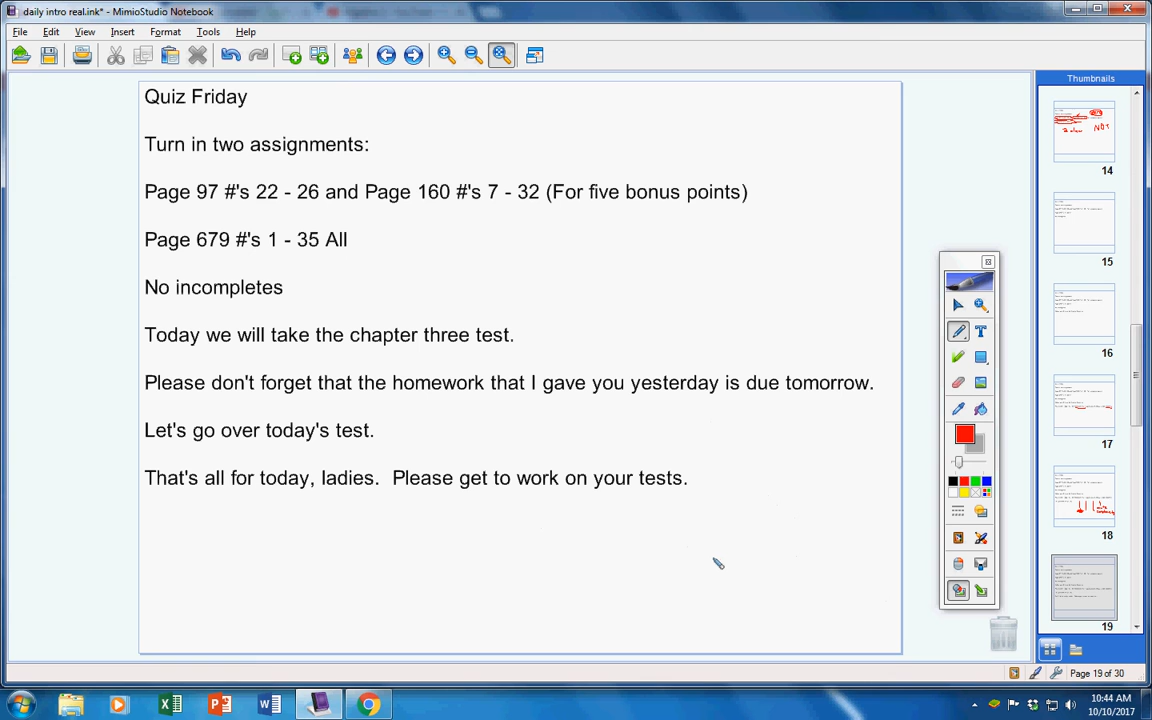 daily intro real.ink* - MimioStudio Notebook
File Edit View Insert Format Tools Help
Quiz Friday
Turn in two assignments:
Page 97 #'s 22 - 26 and Page 160 #'s 7 - 32 (For five bonus points)
Page 679 #'s 1 - 35 All
No incompletes
Today we will take the chapter three test.
Please don't forget that the homework that I gave you yesterday is due tomorrow.
Let's go over today's test.
That's all for today, ladies.  Please get to work on your tests.
Thumbnails
14
15
16
17
18
19
Page 19 of 30
10:44 AM
10/10/2017